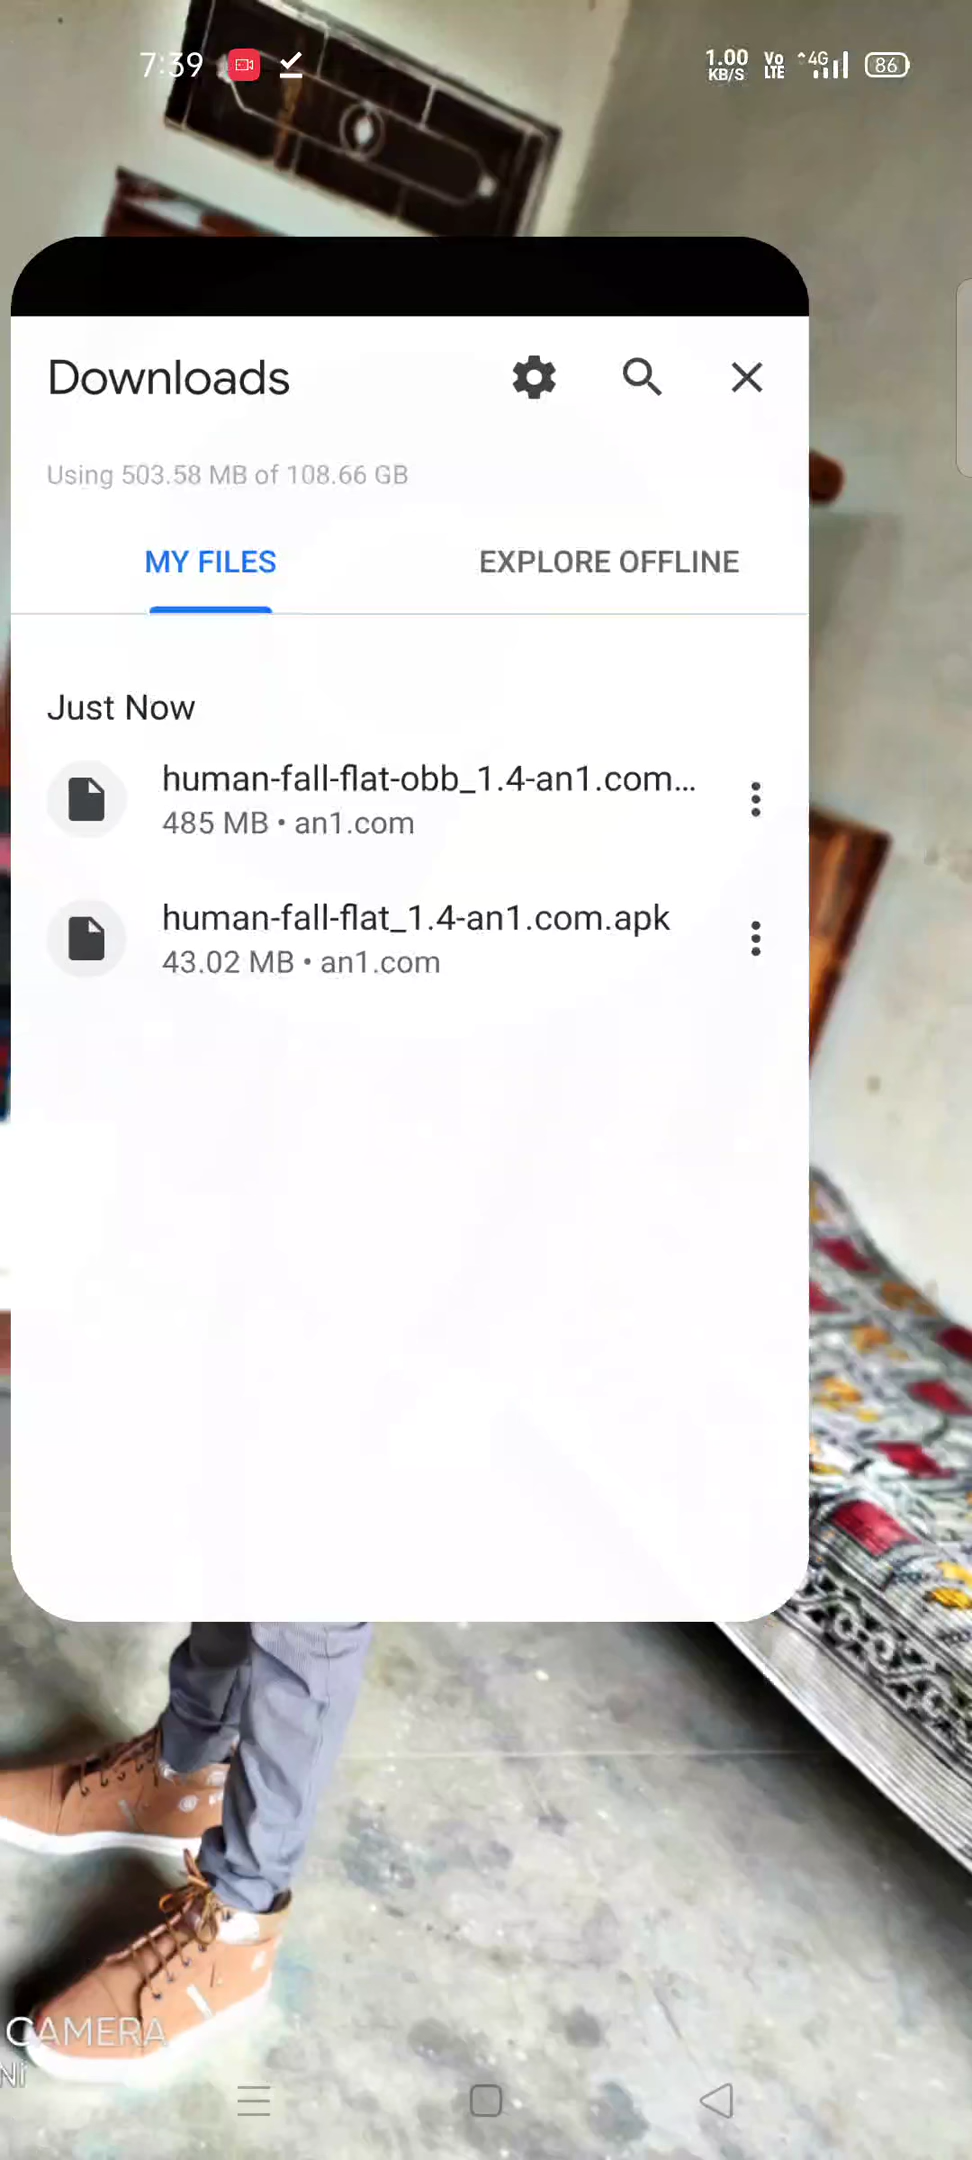 7:39 1.00 KB/S Vo LTE 4G 86
Downloads
Using 503.58 MB of 108.66 GB
MY FILES EXPLORE OFFLINE
Just Now
human-fall-flat-obb_1.4-an1.com...
485 MB • an1.com
human-fall-flat_1.4-an1.com.apk
43.02 MB • an1.com
CAMERA
Ni